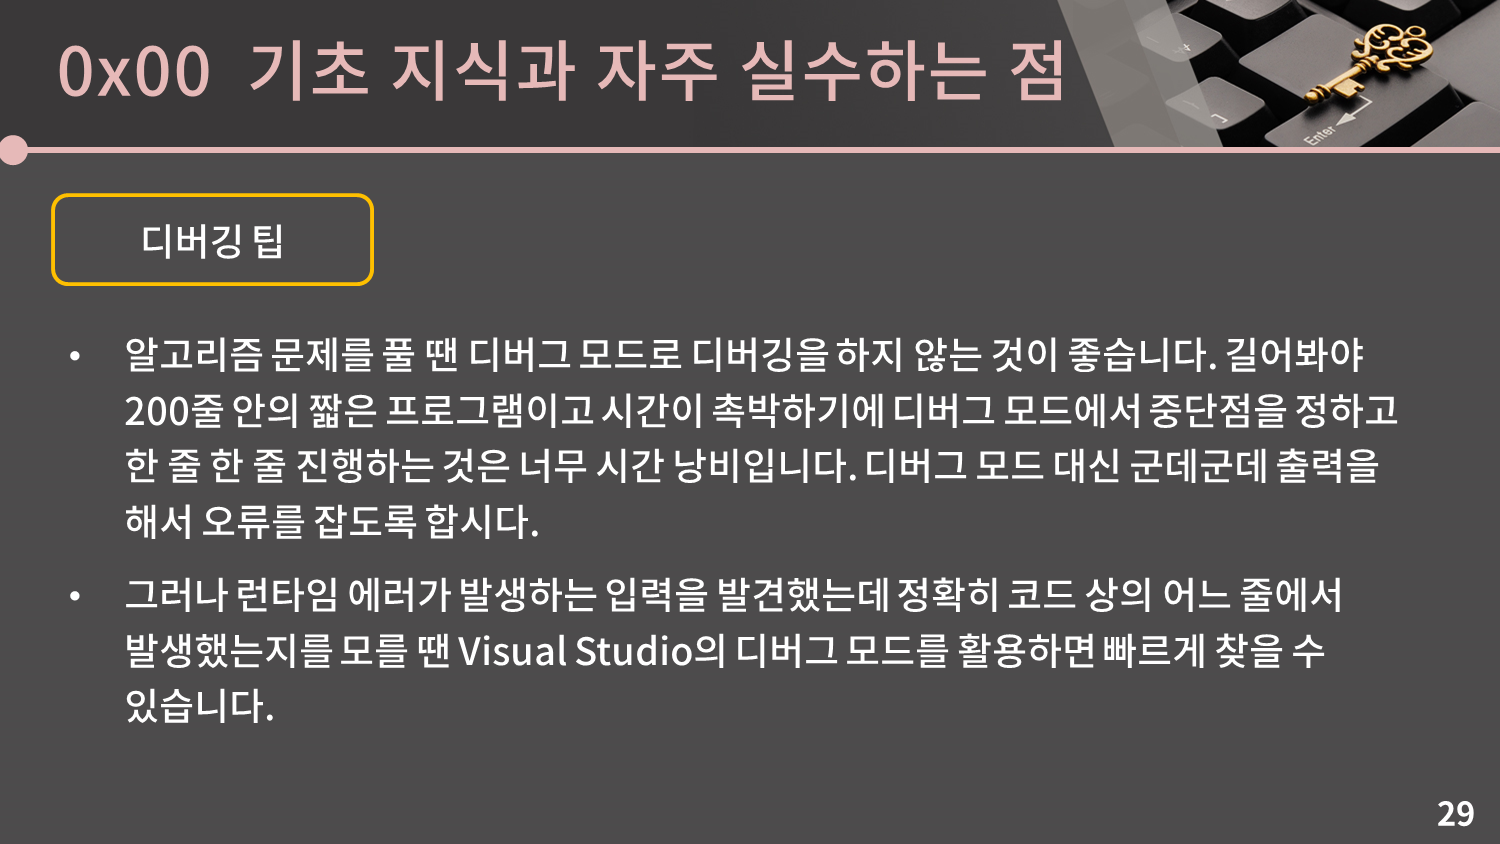 0x00 기초 지식과 자주 실수하는 점
Enter
디버깅 팁
• 알고리즘 문제를 풀 땐 디버그 모드로 디버깅을 하지 않는 것이 좋습니다. 길어봐야
200줄 안의 짧은 프로그램이고 시간이 촉박하기에 디버그 모드에서 중단점을 정하고
한 줄 한 줄 진행하는 것은 너무 시간 낭비입니다. 디버그 모드 대신 군데군데 출력을
해서 오류를 잡도록 합시다.
• 그러나 런타임 에러가 발생하는 입력을 발견했는데 정확히 코드 상의 어느 줄에서
발생했는지를 모를 땐 Visual Studio의 디버그 모드를 활용하면 빠르게 찾을 수
있습니다.
29